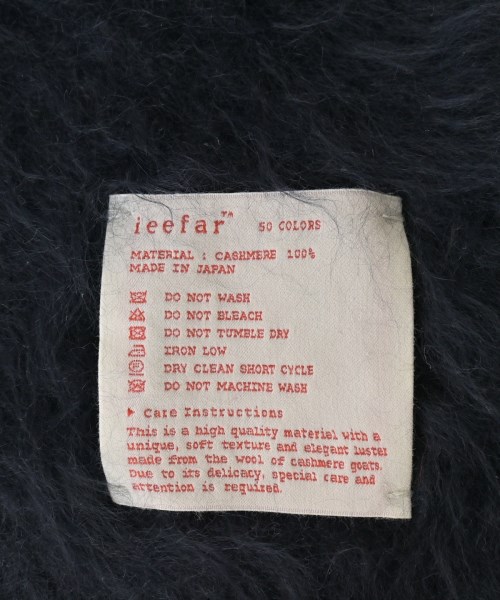 ieefar™ 50 COLORS
MATERIAL : CASHMERE 100%
MADE IN JAPAN
DO NOT WASH
DO NOT BLEACH
DO NOT TUMBLE DRY
IRON LOW
DRY CLEAN SHORT CYCLE
DO NOT MACHINE WASH
▶ Care Instructions
This is a high quality material with a
unique, soft texture and elegant luster
made from the wool of cashmere goats.
Due to its delicacy, special care and
attention is required.